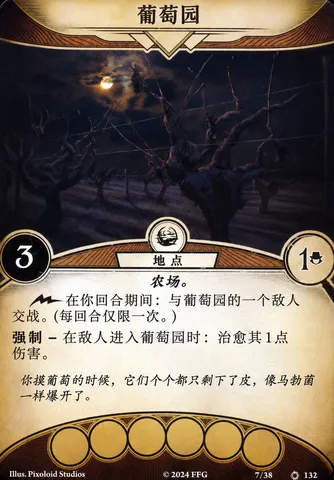 葡萄园
3
地点
1
农场。
在你回合期间：与葡萄园的一个敌人
交战。(每回合仅限一次。)
强制 – 在敌人进入葡萄园时：治愈其1点
伤害。
你摸葡萄的时候，它们个个都只剩下了皮，像马勃菌
一样爆开了。
Illus. Pixoloid Studios © 2024 FFG 7/38 132